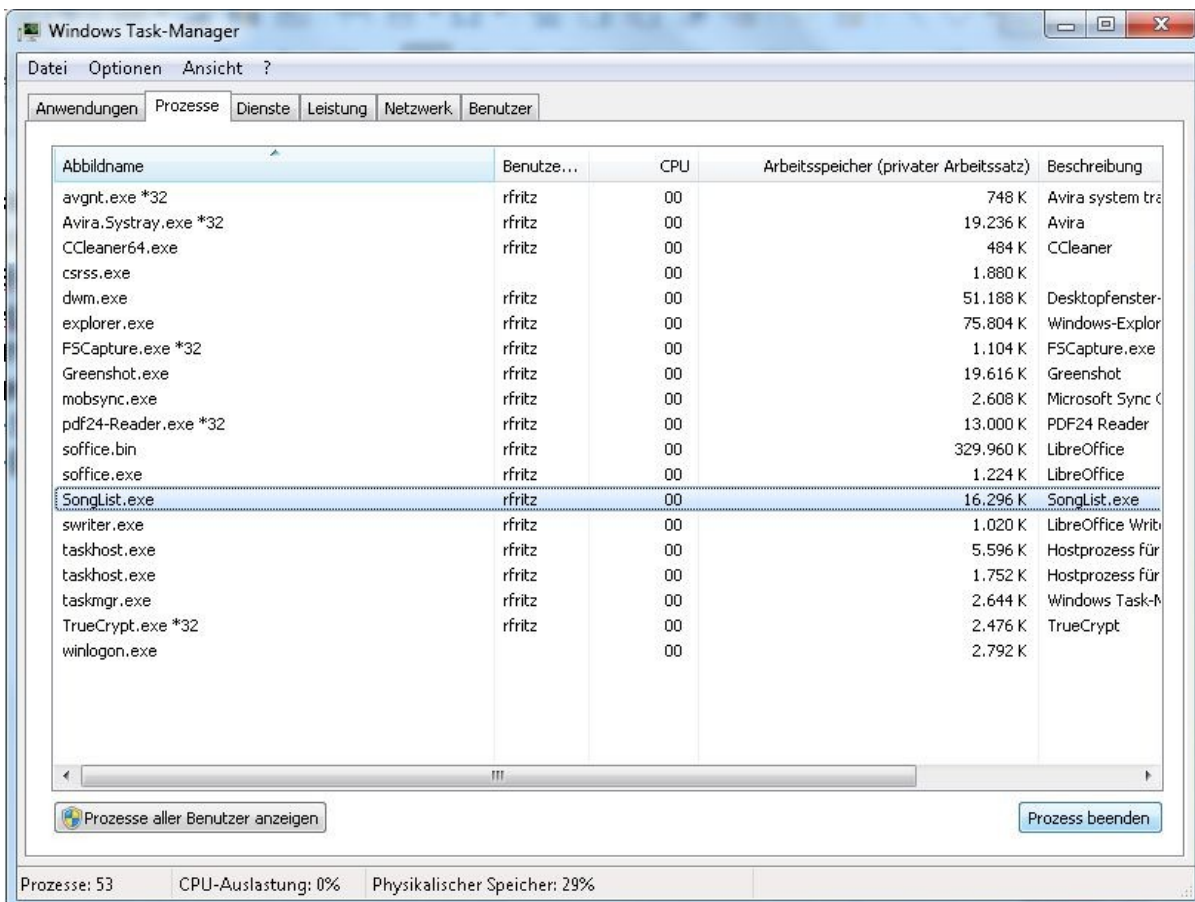 Windows Task-Manager
Datei Optionen Ansicht ?
Anwendungen Prozesse Dienste Leistung Netzwerk Benutzer
Abbildname Benutze... CPU Arbeitsspeicher (privater Arbeitssatz) Beschreibung
avgnt.exe *32 rfritz 00 748 K Avira system tra
Avira.Systray.exe *32 rfritz 00 19.236 K Avira
CCleaner64.exe rfritz 00 484 K CCleaner
csrss.exe 00 1.880 K
dwm.exe rfritz 00 51.188 K Desktopfenster-
explorer.exe rfritz 00 75.804 K Windows-Explor
FSCapture.exe *32 rfritz 00 1.104 K FSCapture.exe
Greenshot.exe rfritz 00 19.616 K Greenshot
mobsync.exe rfritz 00 2.608 K Microsoft Sync C
pdf24-Reader.exe *32 rfritz 00 13.000 K PDF24 Reader
soffice.bin rfritz 00 329.960 K LibreOffice
soffice.exe rfritz 00 1.224 K LibreOffice
SongList.exe rfritz 00 16.296 K SongList.exe
swriter.exe rfritz 00 1.020 K LibreOffice Write
taskhost.exe rfritz 00 5.596 K Hostprozess für
taskhost.exe rfritz 00 1.752 K Hostprozess für
taskmgr.exe rfritz 00 2.644 K Windows Task-M
TrueCrypt.exe *32 rfritz 00 2.476 K TrueCrypt
winlogon.exe 00 2.792 K
Prozesse aller Benutzer anzeigen Prozess beenden
Prozesse: 53 CPU-Auslastung: 0% Physikalischer Speicher: 29%